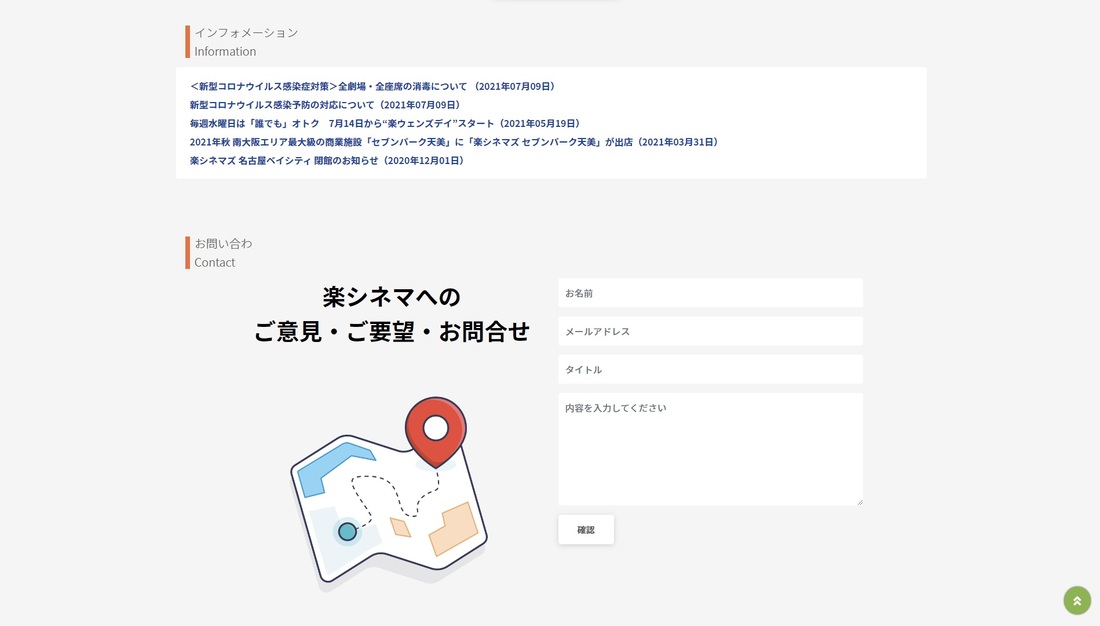 インフォメーション
Information
＜新型コロナウイルス感染症対策＞全劇場・全座席の消毒について （2021年07月09日）
新型コロナウイルス感染予防の対応について（2021年07月09日）
毎週水曜日は「誰でも」オトク　7月14日から“楽ウェンズデイ”スタート（2021年05月19日）
2021年秋 南大阪エリア最大級の商業施設「セブンパーク天美」に「楽シネマズ セブンパーク天美」が出店（2021年03月31日）
楽シネマズ 名古屋ベイシティ 閉館のお知らせ（2020年12月01日）
お問い合わ
Contact
楽シネマへの
ご意見・ご要望・お問合せ
お名前
メールアドレス
タイトル
内容を入力してください
確認